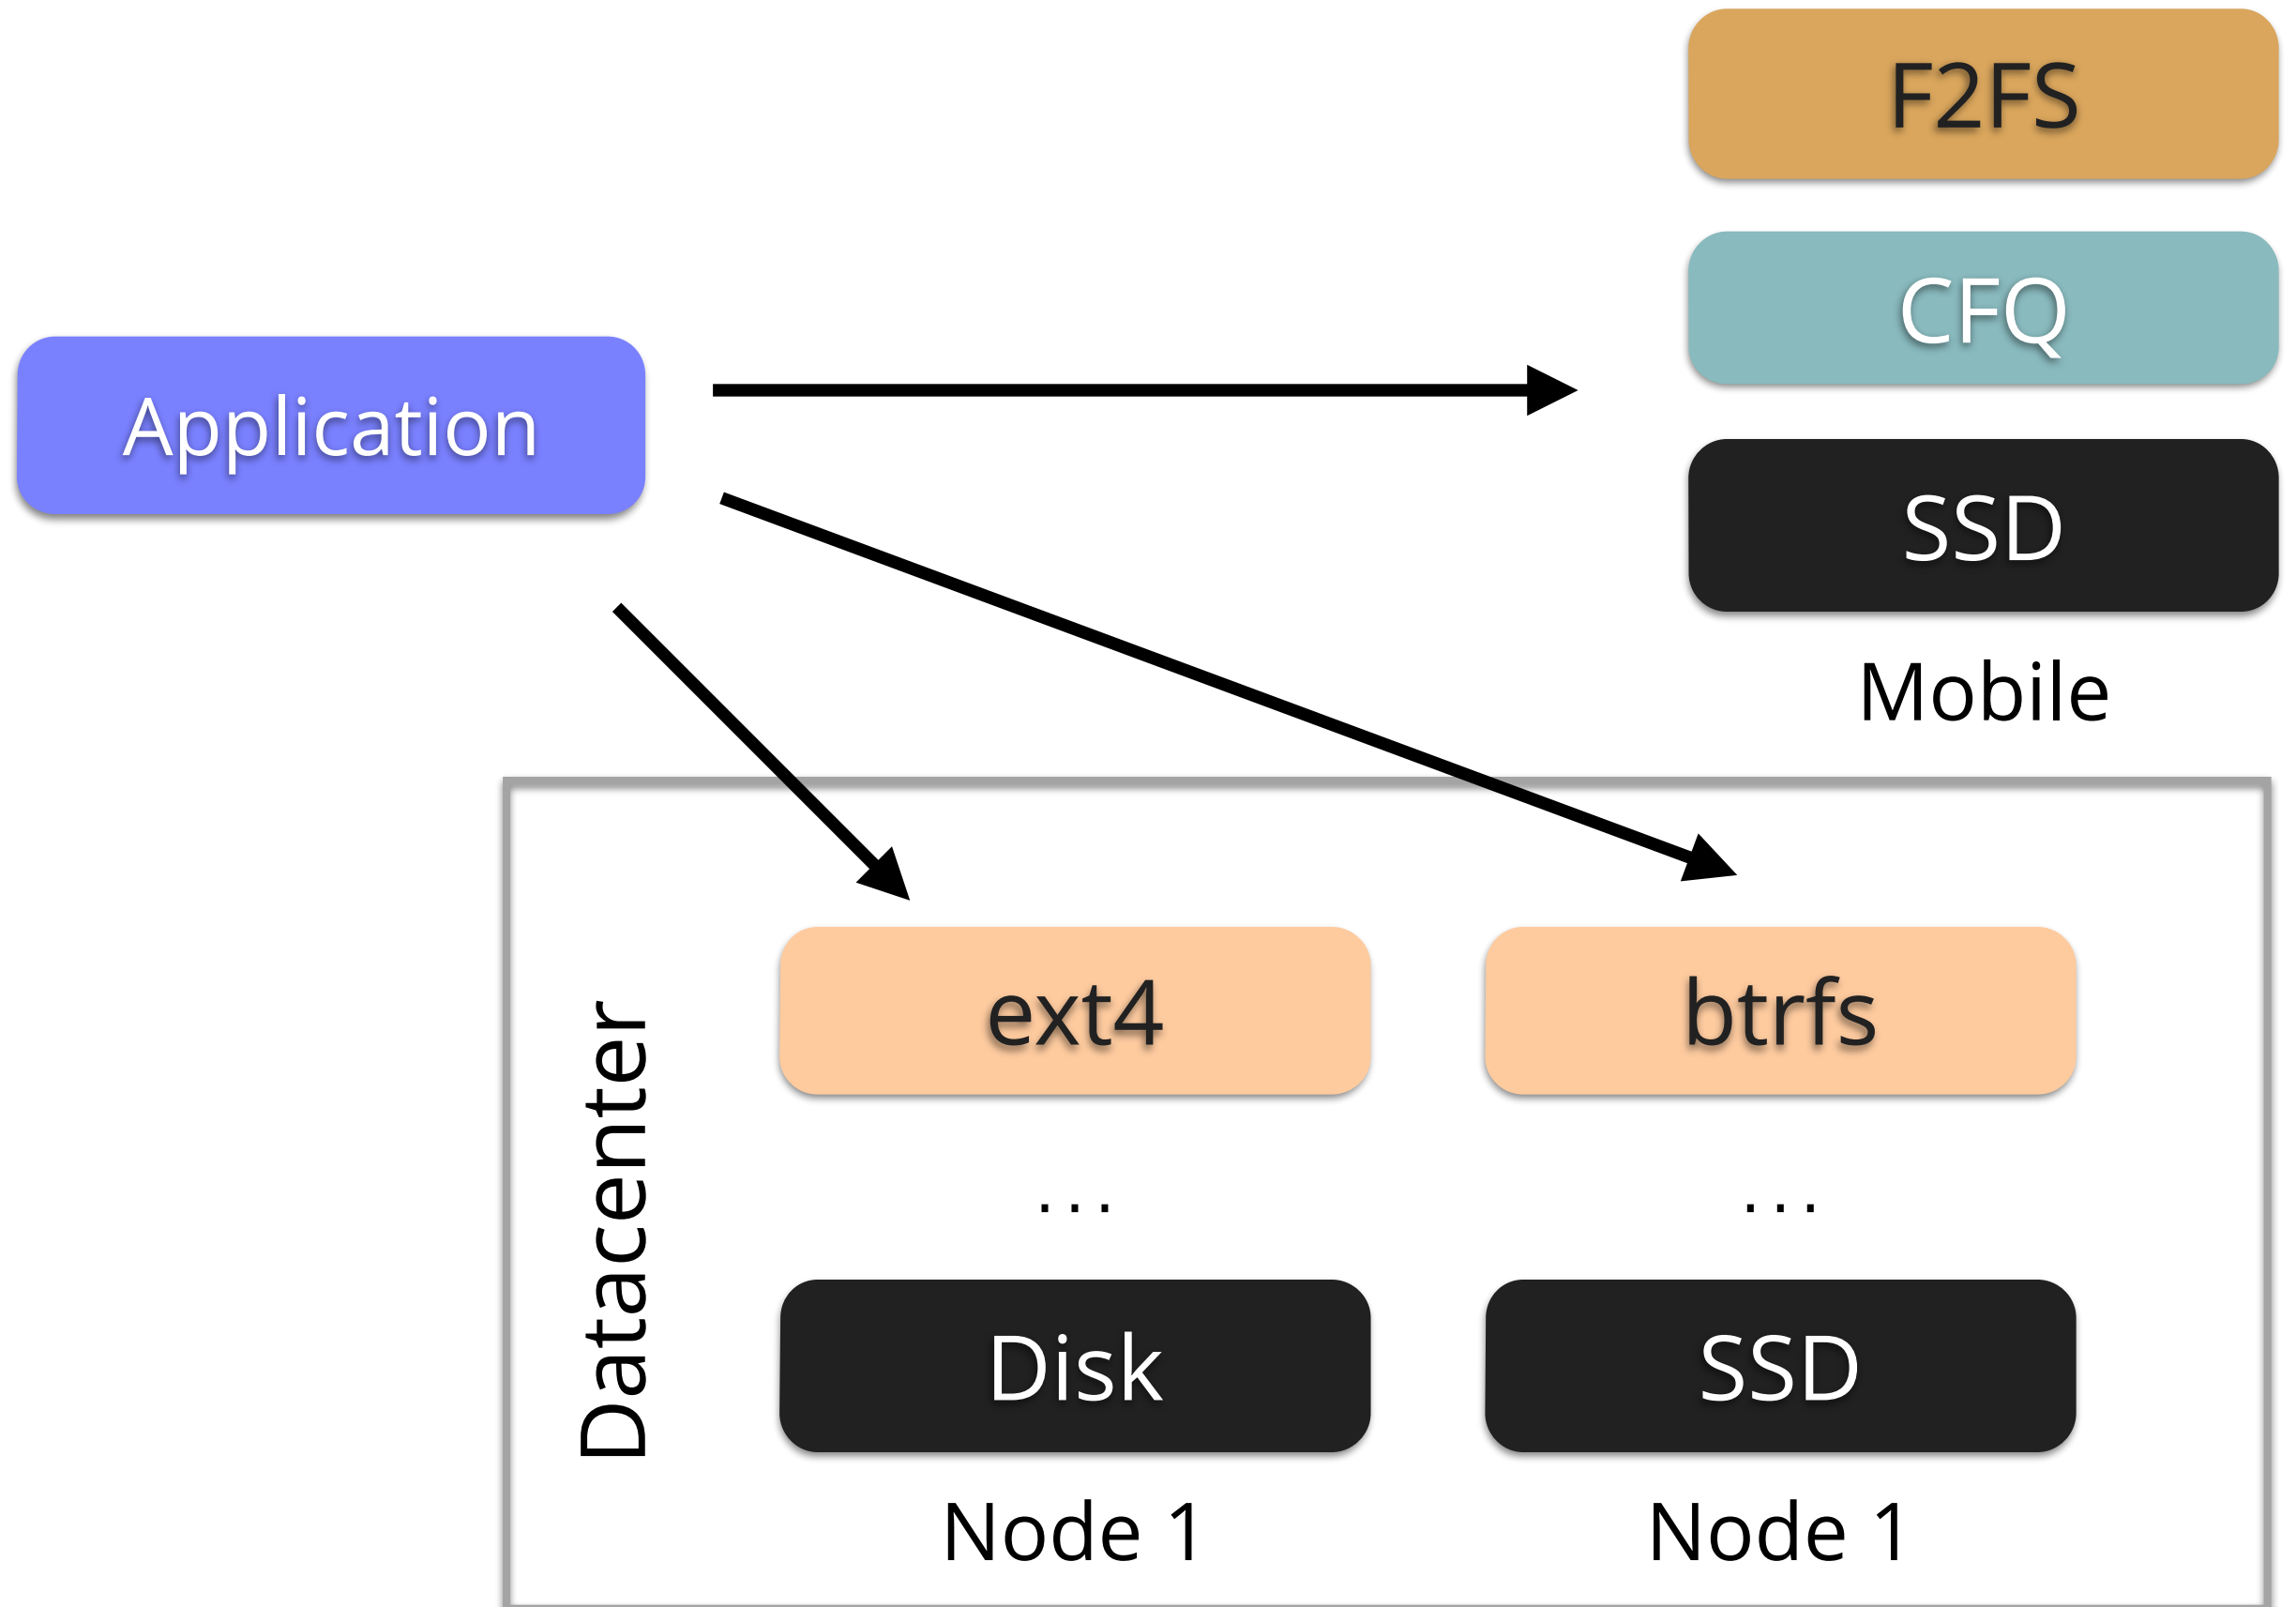 F2FS
CFQ
Application
SSD
Mobile
Datacenter
ext4
btrfs
...
...
Disk
SSD
Node 1
Node 1